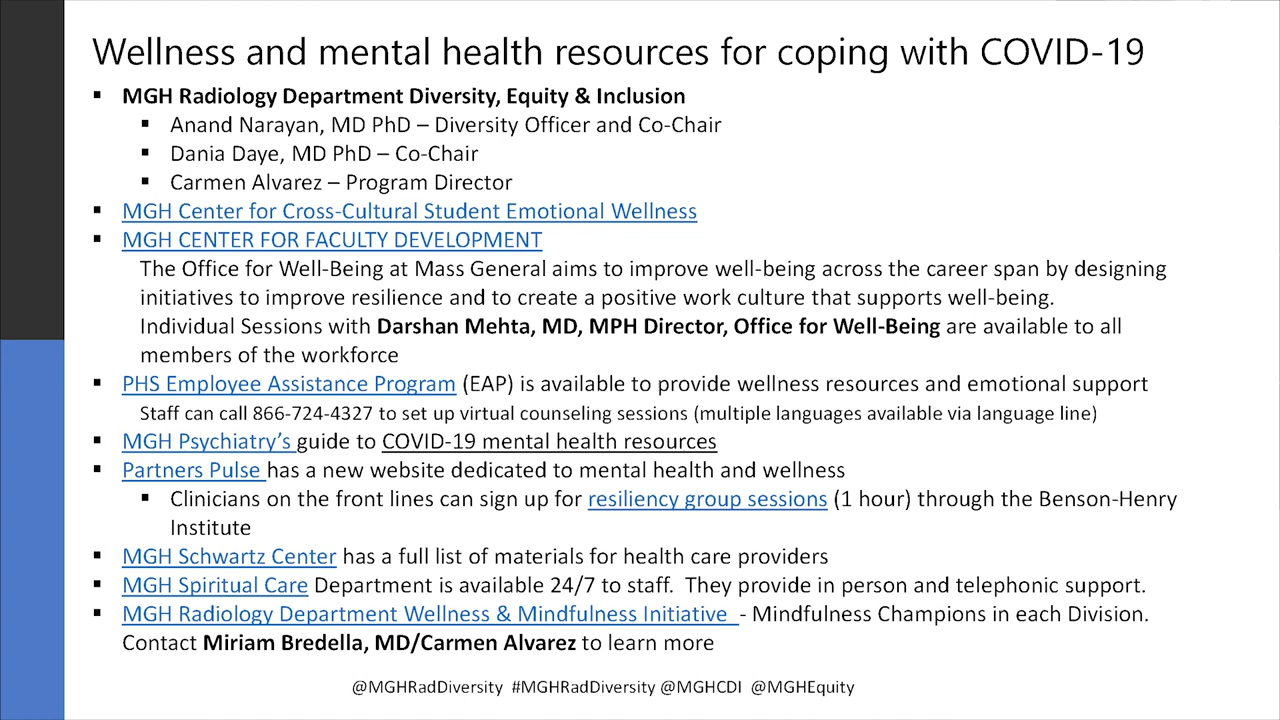 Wellness and mental health resources for coping with COVID-19
▪ MGH Radiology Department Diversity, Equity & Inclusion
▪ Anand Narayan, MD PhD – Diversity Officer and Co-Chair
▪ Dania Daye, MD PhD – Co-Chair
▪ Carmen Alvarez – Program Director
▪ MGH Center for Cross-Cultural Student Emotional Wellness
▪ MGH CENTER FOR FACULTY DEVELOPMENT
The Office for Well-Being at Mass General aims to improve well-being across the career span by designing
initiatives to improve resilience and to create a positive work culture that supports well-being.
Individual Sessions with Darshan Mehta, MD, MPH Director, Office for Well-Being are available to all
members of the workforce
▪ PHS Employee Assistance Program (EAP) is available to provide wellness resources and emotional support
Staff can call 866-724-4327 to set up virtual counseling sessions (multiple languages available via language line)
▪ MGH Psychiatry’s guide to COVID-19 mental health resources
▪ Partners Pulse has a new website dedicated to mental health and wellness
▪ Clinicians on the front lines can sign up for resiliency group sessions (1 hour) through the Benson-Henry
Institute
▪ MGH Schwartz Center has a full list of materials for health care providers
▪ MGH Spiritual Care Department is available 24/7 to staff.  They provide in person and telephonic support.
▪ MGH Radiology Department Wellness & Mindfulness Initiative  - Mindfulness Champions in each Division.
Contact Miriam Bredella, MD/Carmen Alvarez to learn more
@MGHRadDiversity  #MGHRadDiversity @MGHCDI  @MGHEquity